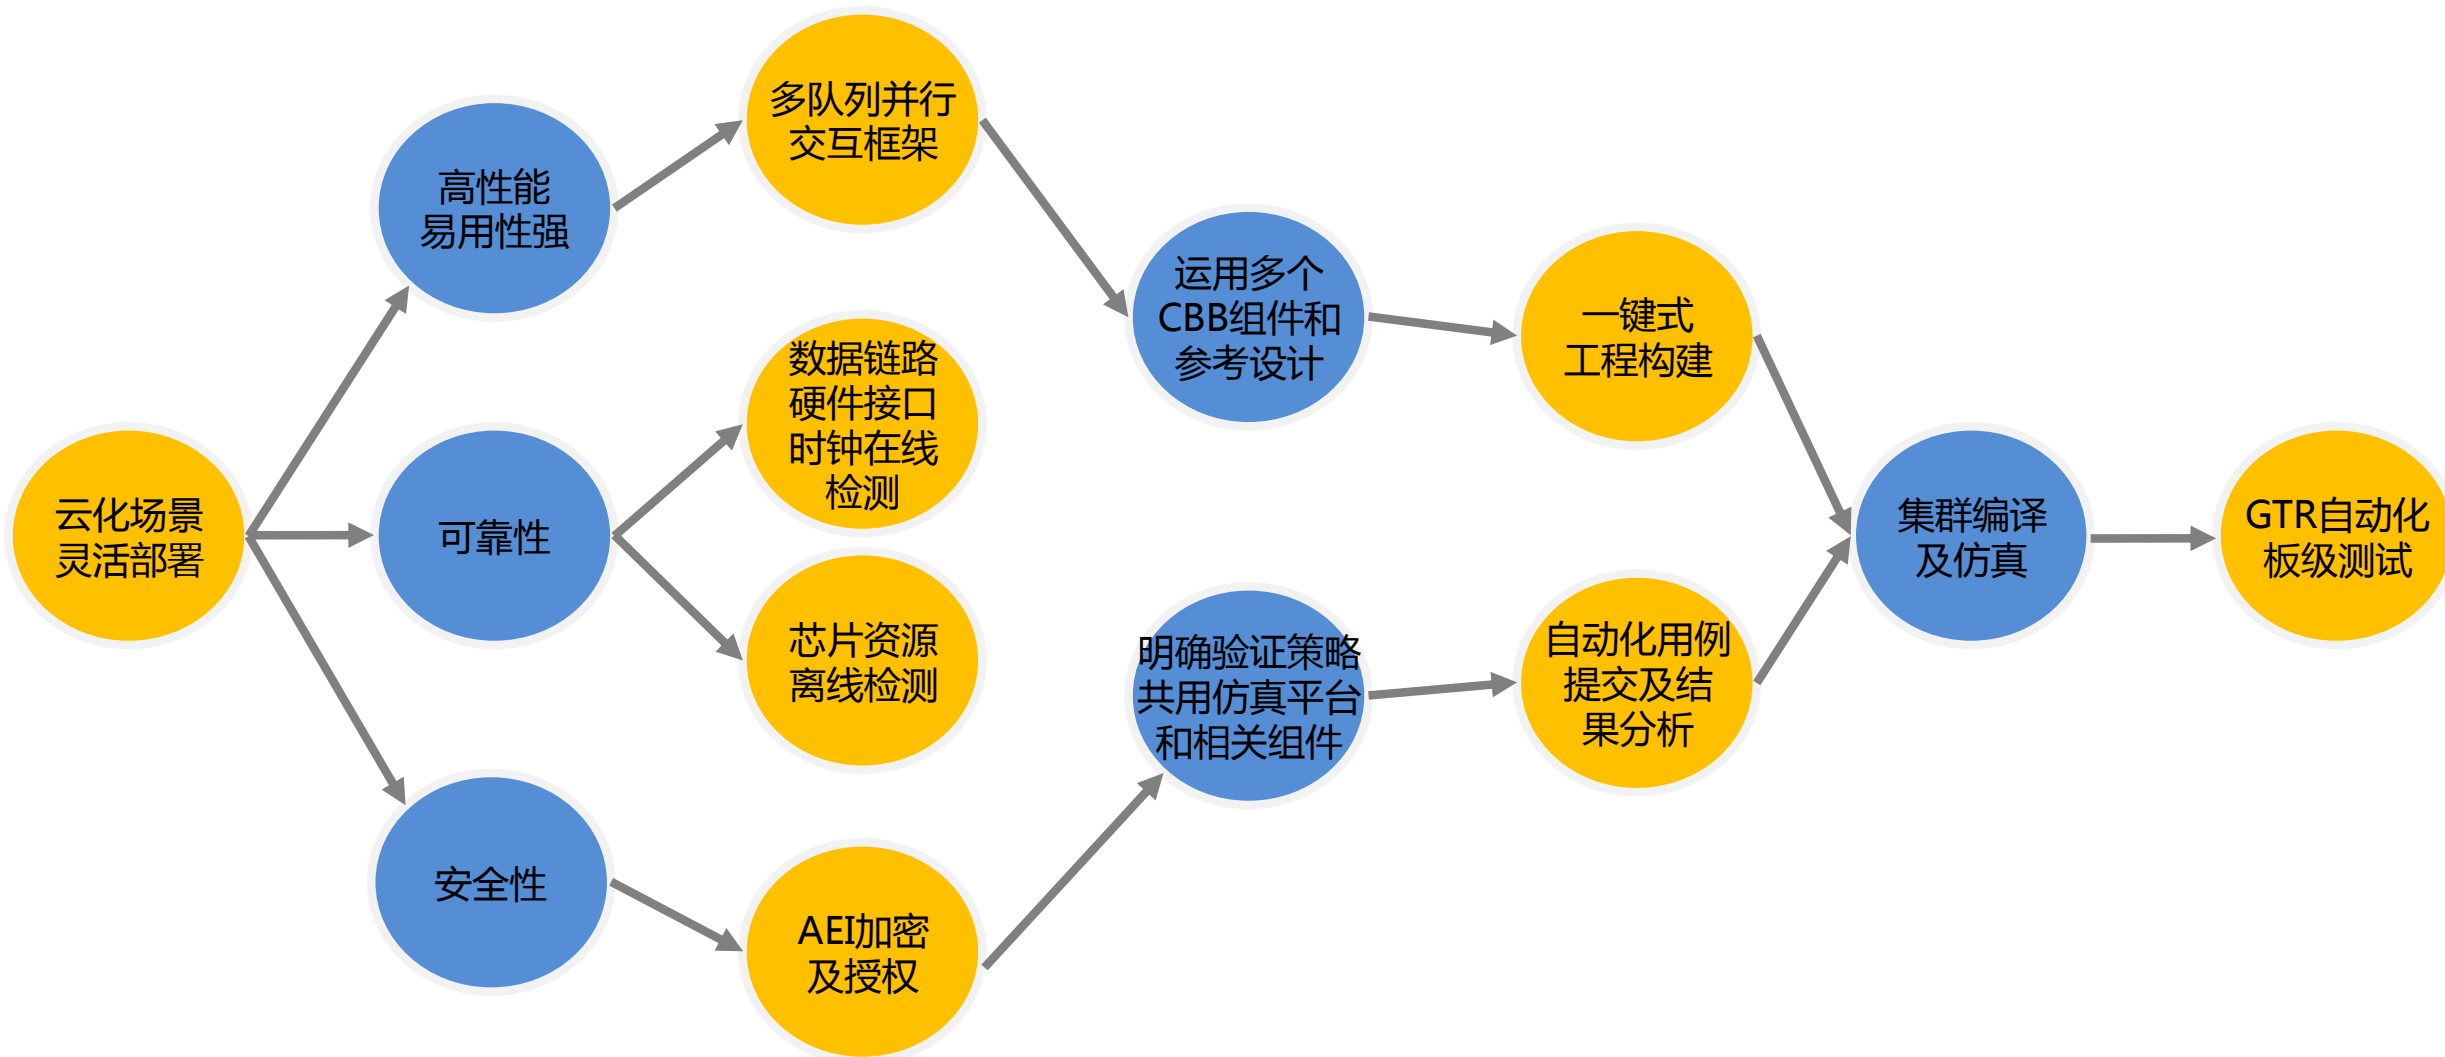 云化场景
灵活部署
高性能
易用性强
可靠性
安全性
多队列并行
交互框架
数据链路
硬件接口
时钟在线
检测
芯片资源
离线检测
AEI加密
及授权
运用多个
CBB组件和
参考设计
明确验证策略
共用仿真平台
和相关组件
一键式
工程构建
自动化用例
提交及结
果分析
集群编译
及仿真
GTR自动化
板级测试